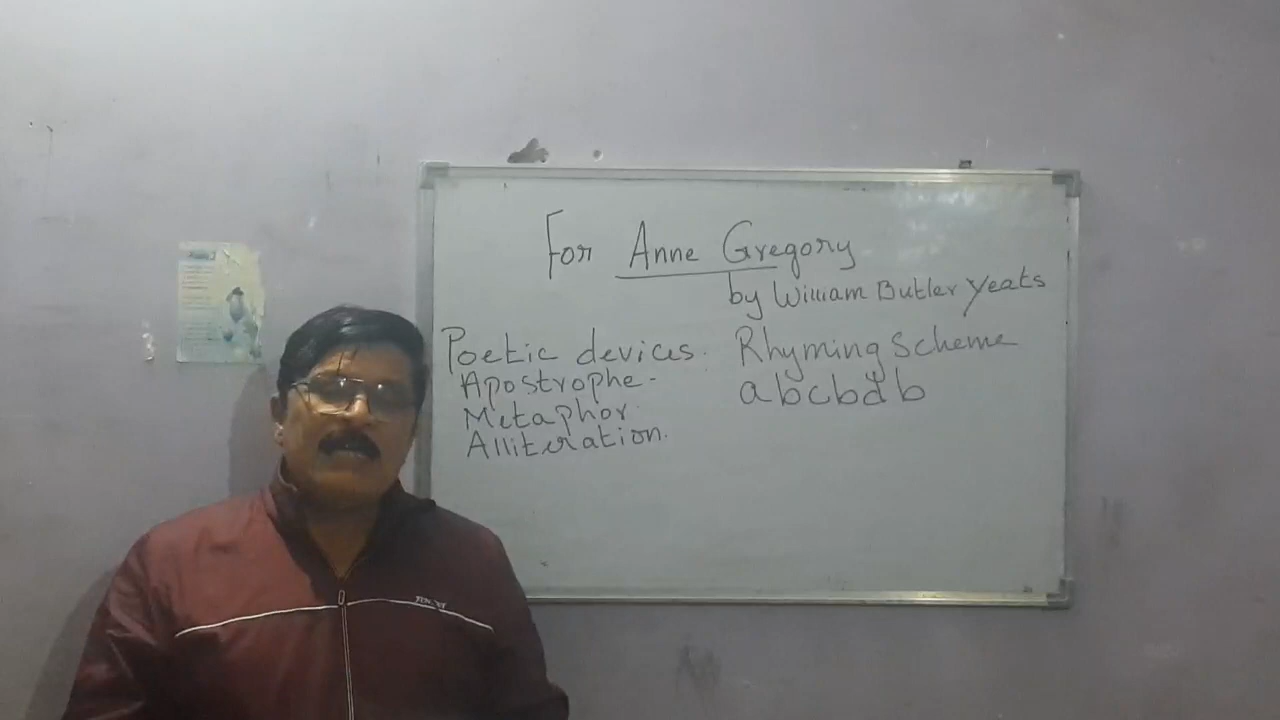 For Anne Gregory
by William Butler Yeats
Poetic devices.
Apostrophe-
Metaphor.
Alliteration.
Rhyming Scheme
abcbdb